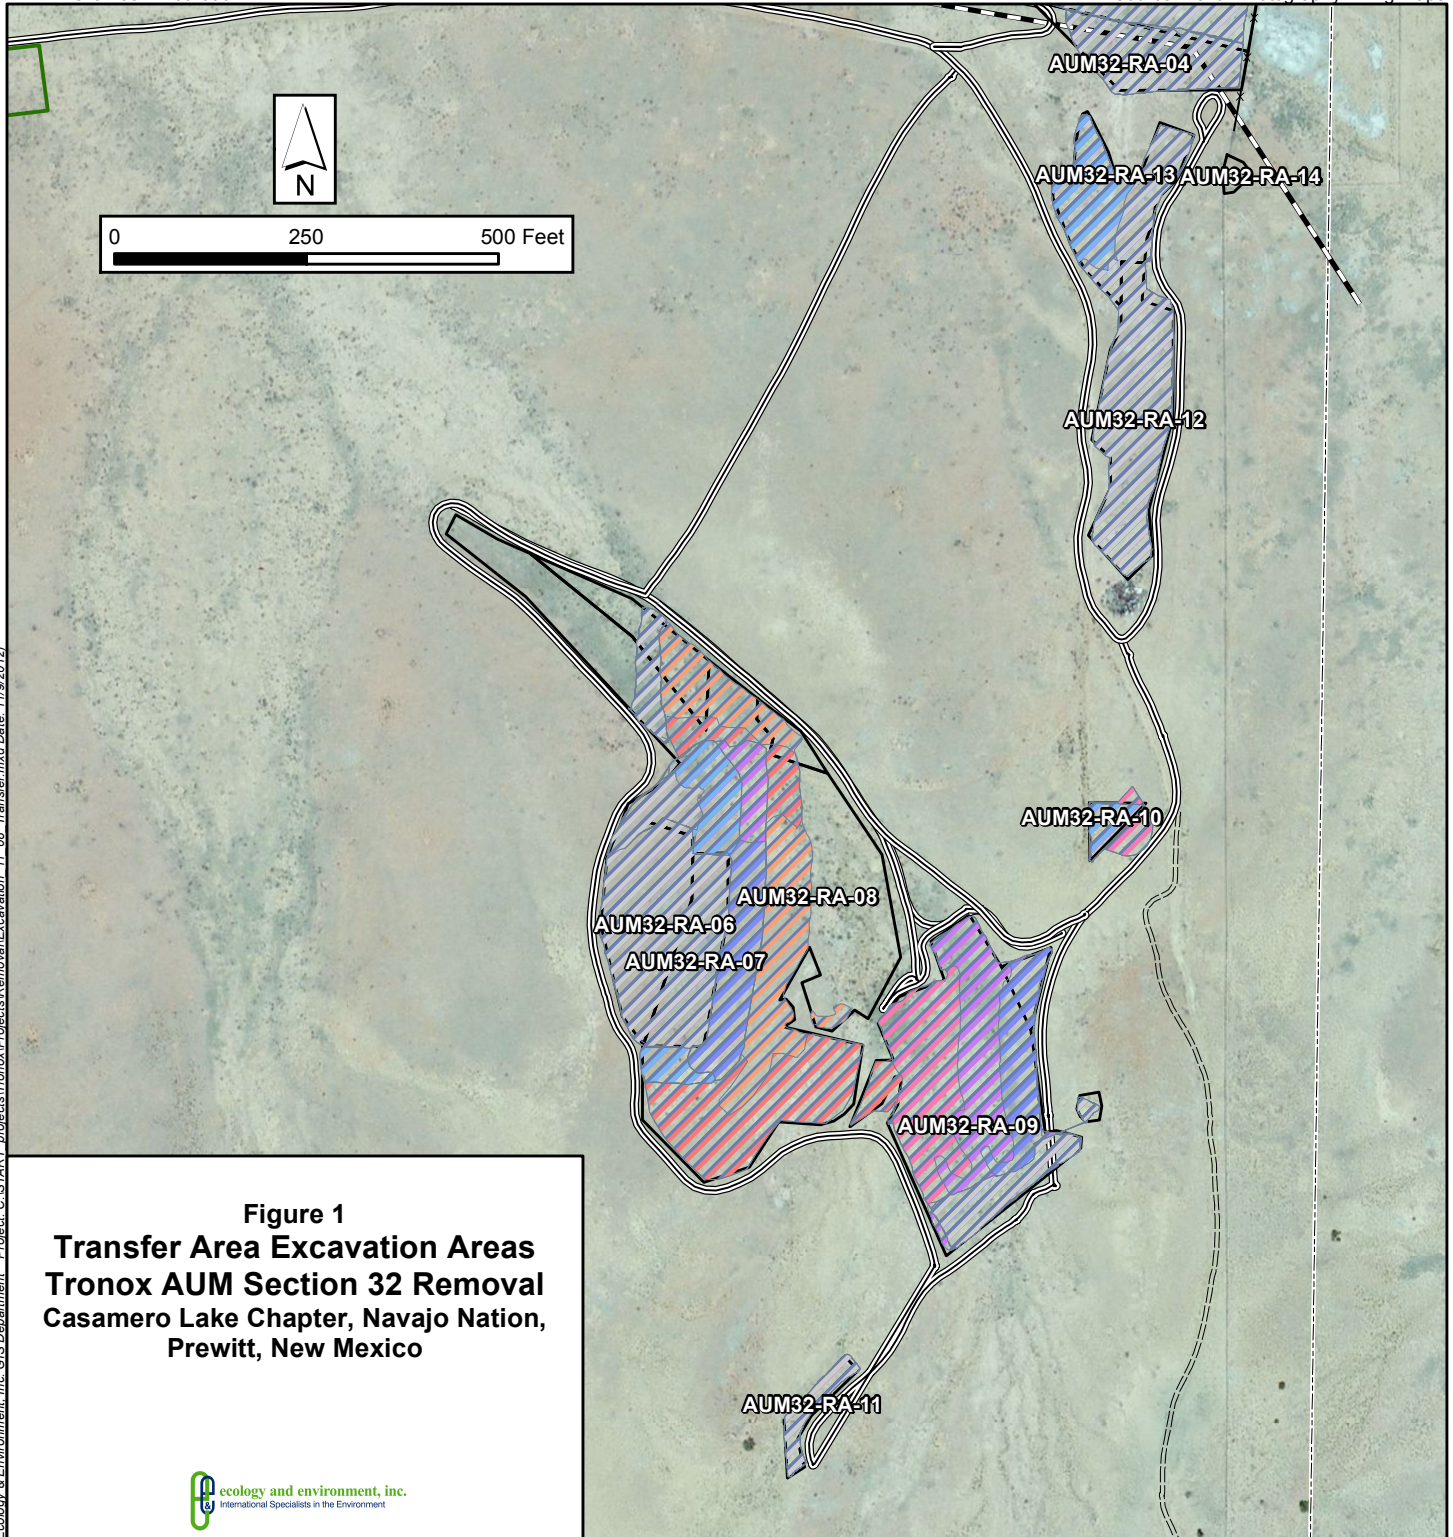 AUM32-RA-04
N
0 250 500 Feet
AUM32-RA-13
AUM32-RA-14
AUM32-RA-12
AUM32-RA-10
AUM32-RA-08
AUM32-RA-06
AUM32-RA-07
AUM32-RA-09
AUM32-RA-11
Figure 1
Transfer Area Excavation Areas
Tronox AUM Section 32 Removal
Casamero Lake Chapter, Navajo Nation,
Prewitt, New Mexico
&
ecology and environment, inc.
International Specialists in the Environment